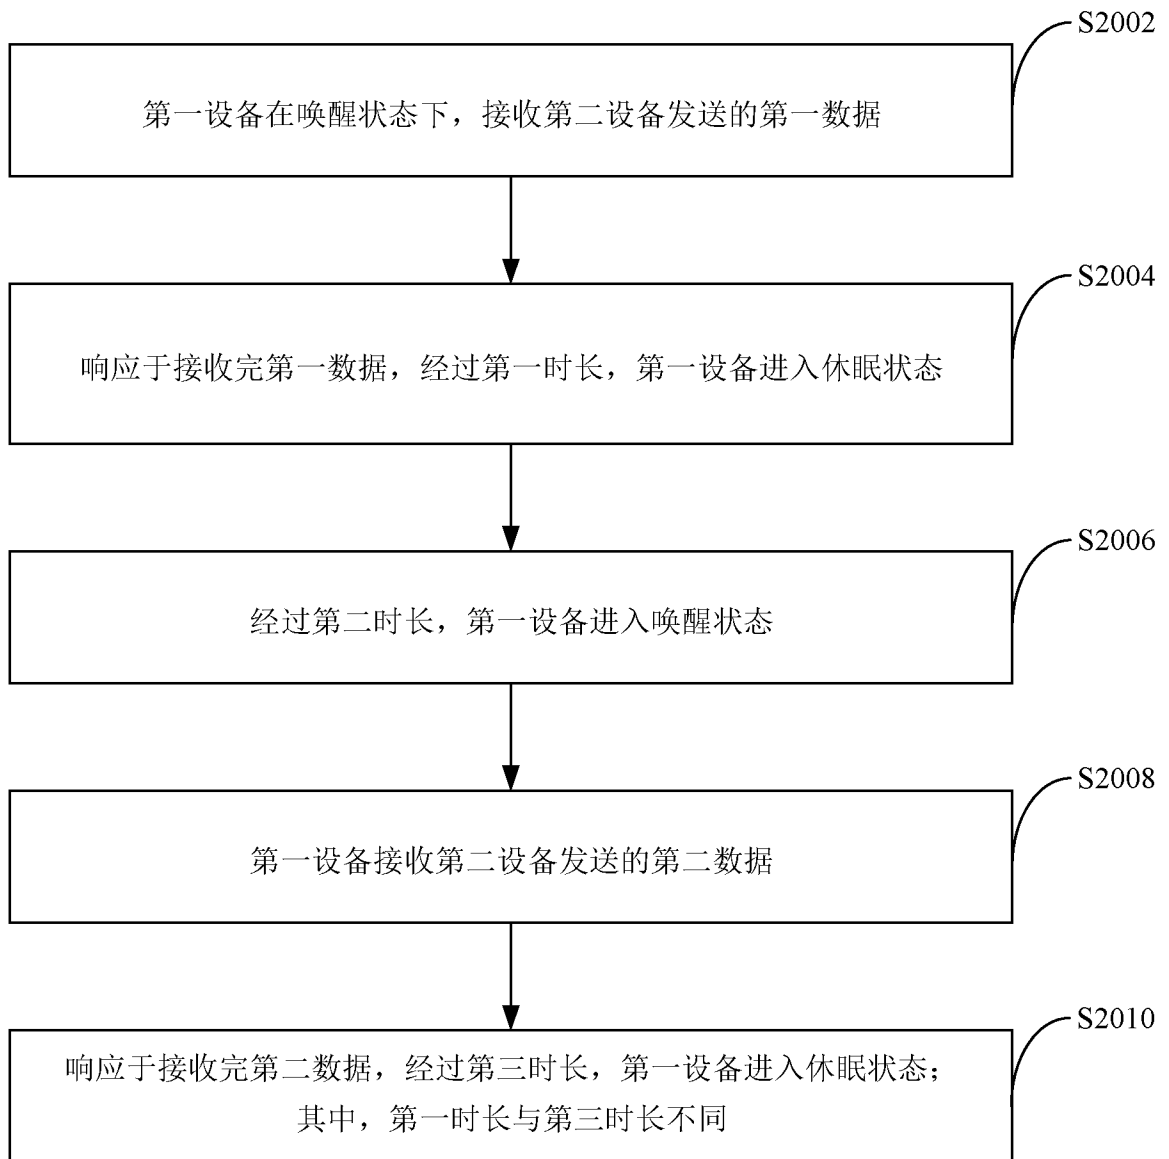 S2002
第一设备在唤醒状态下，接收第二设备发送的第一数据
S2004
响应于接收完第一数据，经过第一时长，第一设备进入休眠状态
S2006
经过第二时长，第一设备进入唤醒状态
S2008
第一设备接收第二设备发送的第二数据
S2010
响应于接收完第二数据，经过第三时长，第一设备进入休眠状态；
其中，第一时长与第三时长不同